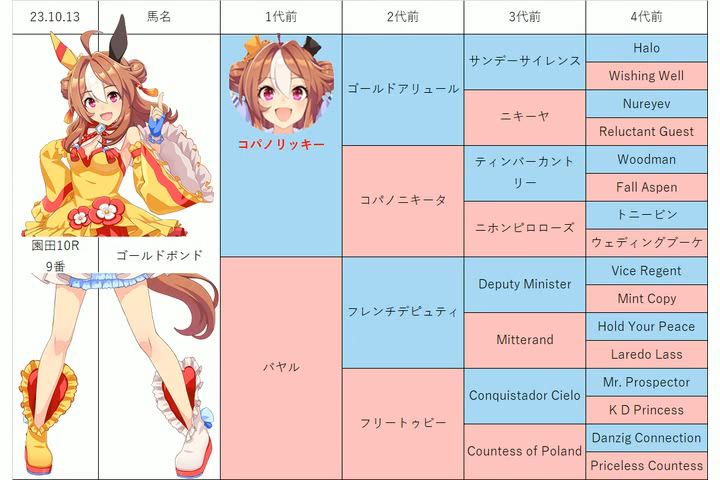 23.10.13
馬名
1代前
2代前
3代前
4代前
園田10R
9番
ゴールドボンド
コパノリッキー
バヤル
ゴールドアリュール
コパノニキータ
フレンチデピュティ
フリートゥビー
サンデーサイレンス
ニキーヤ
ティンバーカント
リー
ニホンピロローズ
Deputy Minister
Mitterand
Conquistador Cielo
Countess of Poland
Halo
Wishing Well
Nureyev
Reluctant Guest
Woodman
Fall Aspen
トニービン
ウェディングブーケ
Vice Regent
Mint Copy
Hold Your Peace
Laredo Lass
Mr. Prospector
K D Princess
Danzig Connection
Priceless Countess